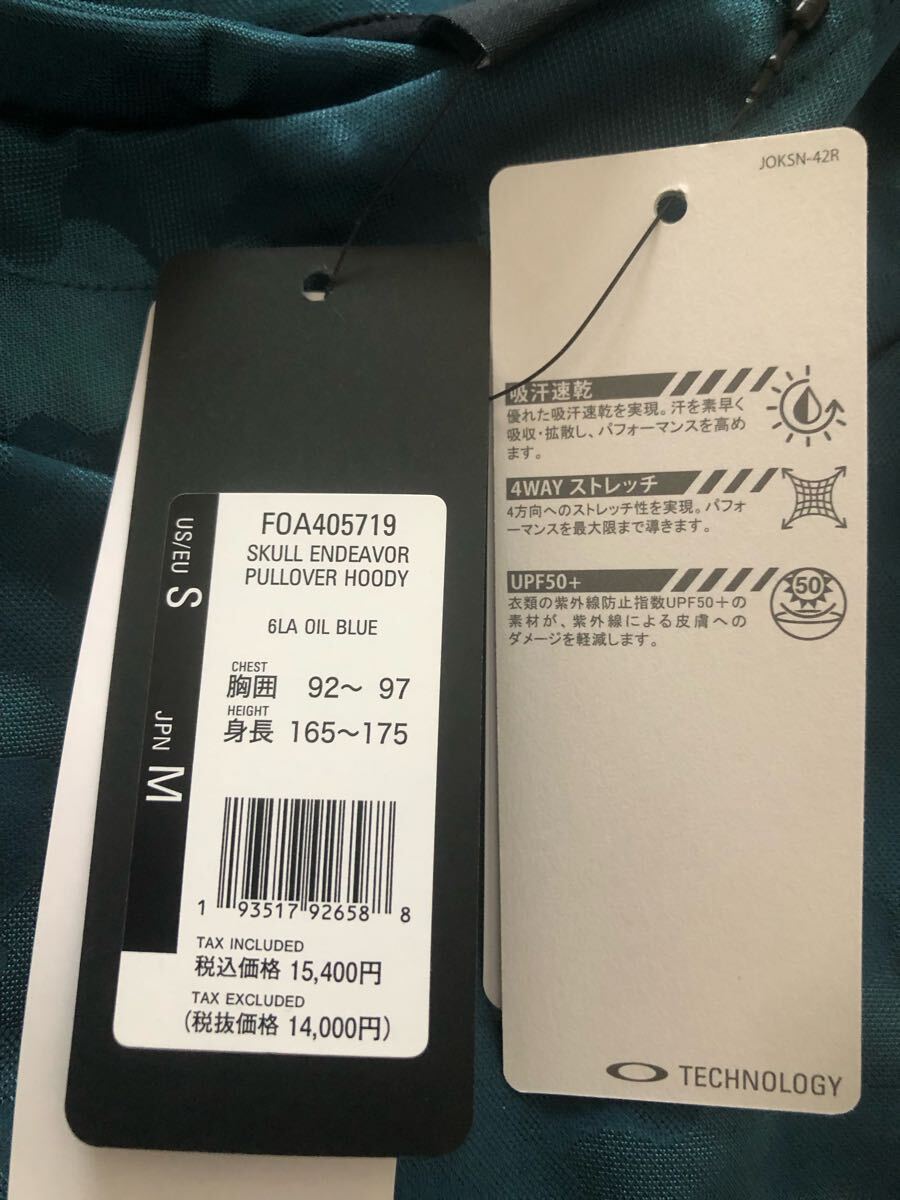 US/EU S
JPN M
FOA405719
SKULL ENDEAVOR
PULLOVER HOODY
6LA OIL BLUE
CHEST
胸囲 92〜 97
HEIGHT
身長 165〜175
1 93517 92658 8
TAX INCLUDED
税込価格 15,400円
TAX EXCLUDED
(税抜価格 14,000円)
JOKSN-42R
吸汗速乾
優れた吸汗速乾を実現。汗を素早く
吸収・拡散し、パフォーマンスを高め
ます。
4WAY ストレッチ
4方向へのストレッチ性を実現。パフォ
ーマンスを最大限まで導きます。
UPF50+
50
衣類の紫外線防止指数UPF50+の
素材が、紫外線による皮膚への
ダメージを軽減します。
TECHNOLOGY